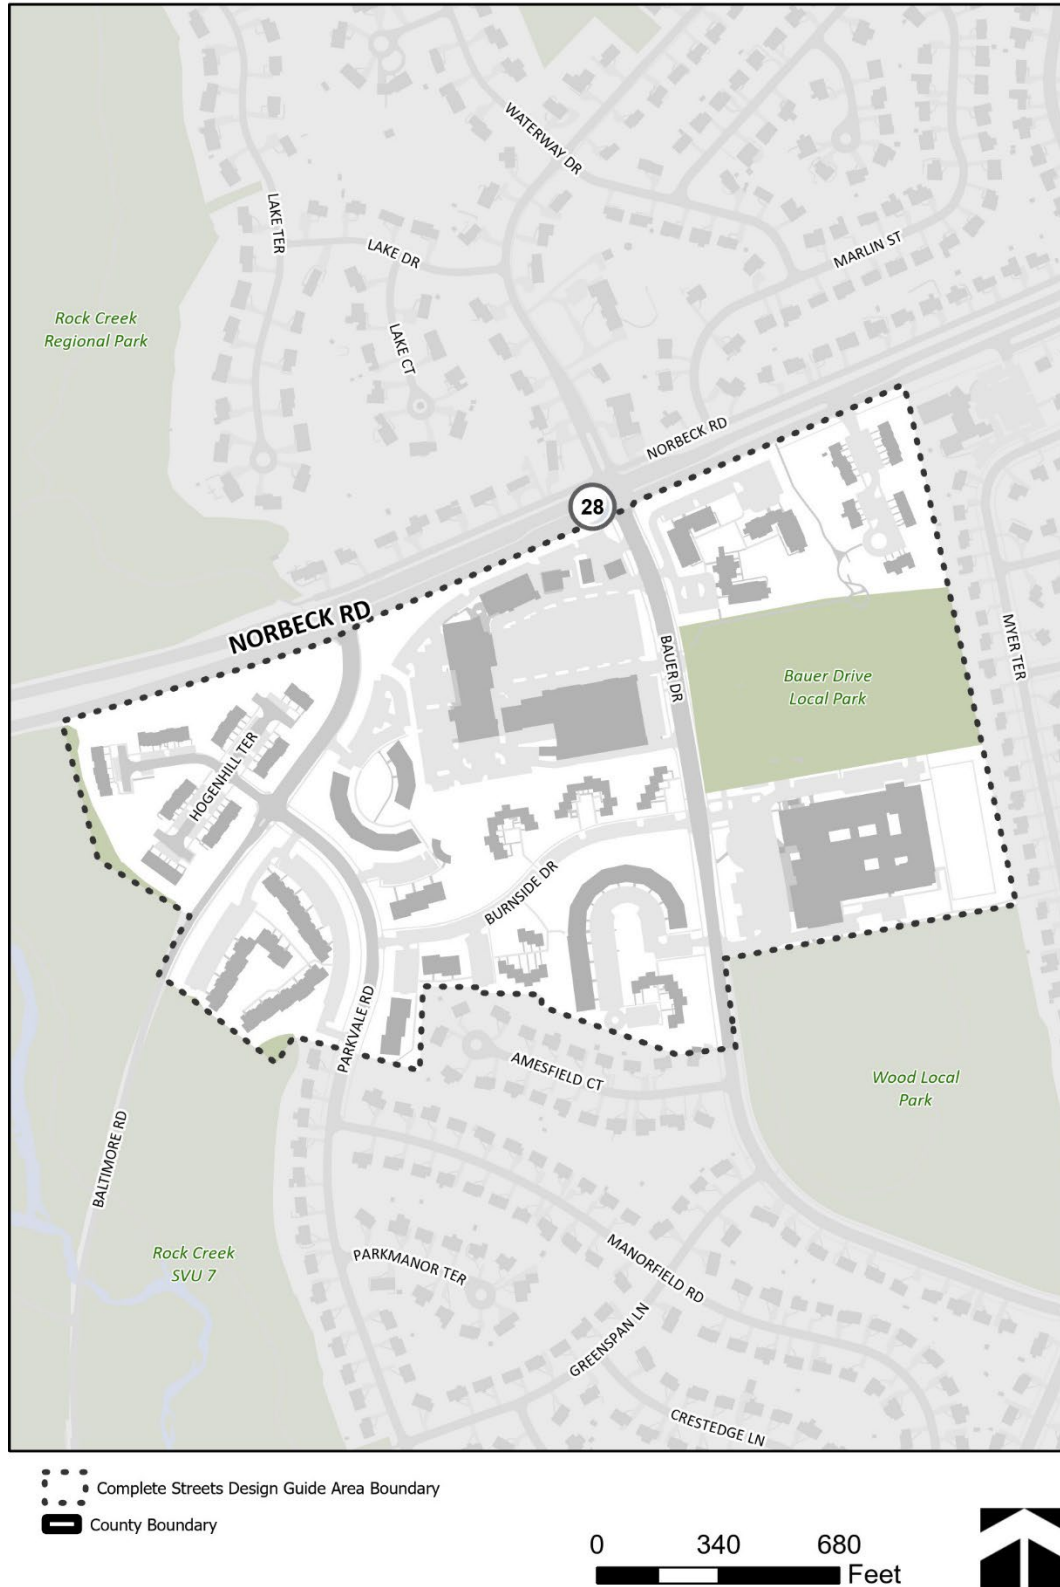 WATERWAY DR
LAKE TER
LAKE DR
MARLIN ST
Rock Creek
Regional Park
LAKE CT
NORBECK RD
28
NORBECK RD
MYER TER
BAUER DR
Bauer Drive
Local Park
HOGENHILL TER
BURNSIDE DR
PARKVALE RD
AMESFIELD CT
Wood Local
Park
BALTIMORE RD
Rock Creek
SVU 7
PARKMANOR TER
MANORFIELD RD
GREENSPAN LN
CRESTEDGE LN
Complete Streets Design Guide Area Boundary
County Boundary
0 340 680
Feet